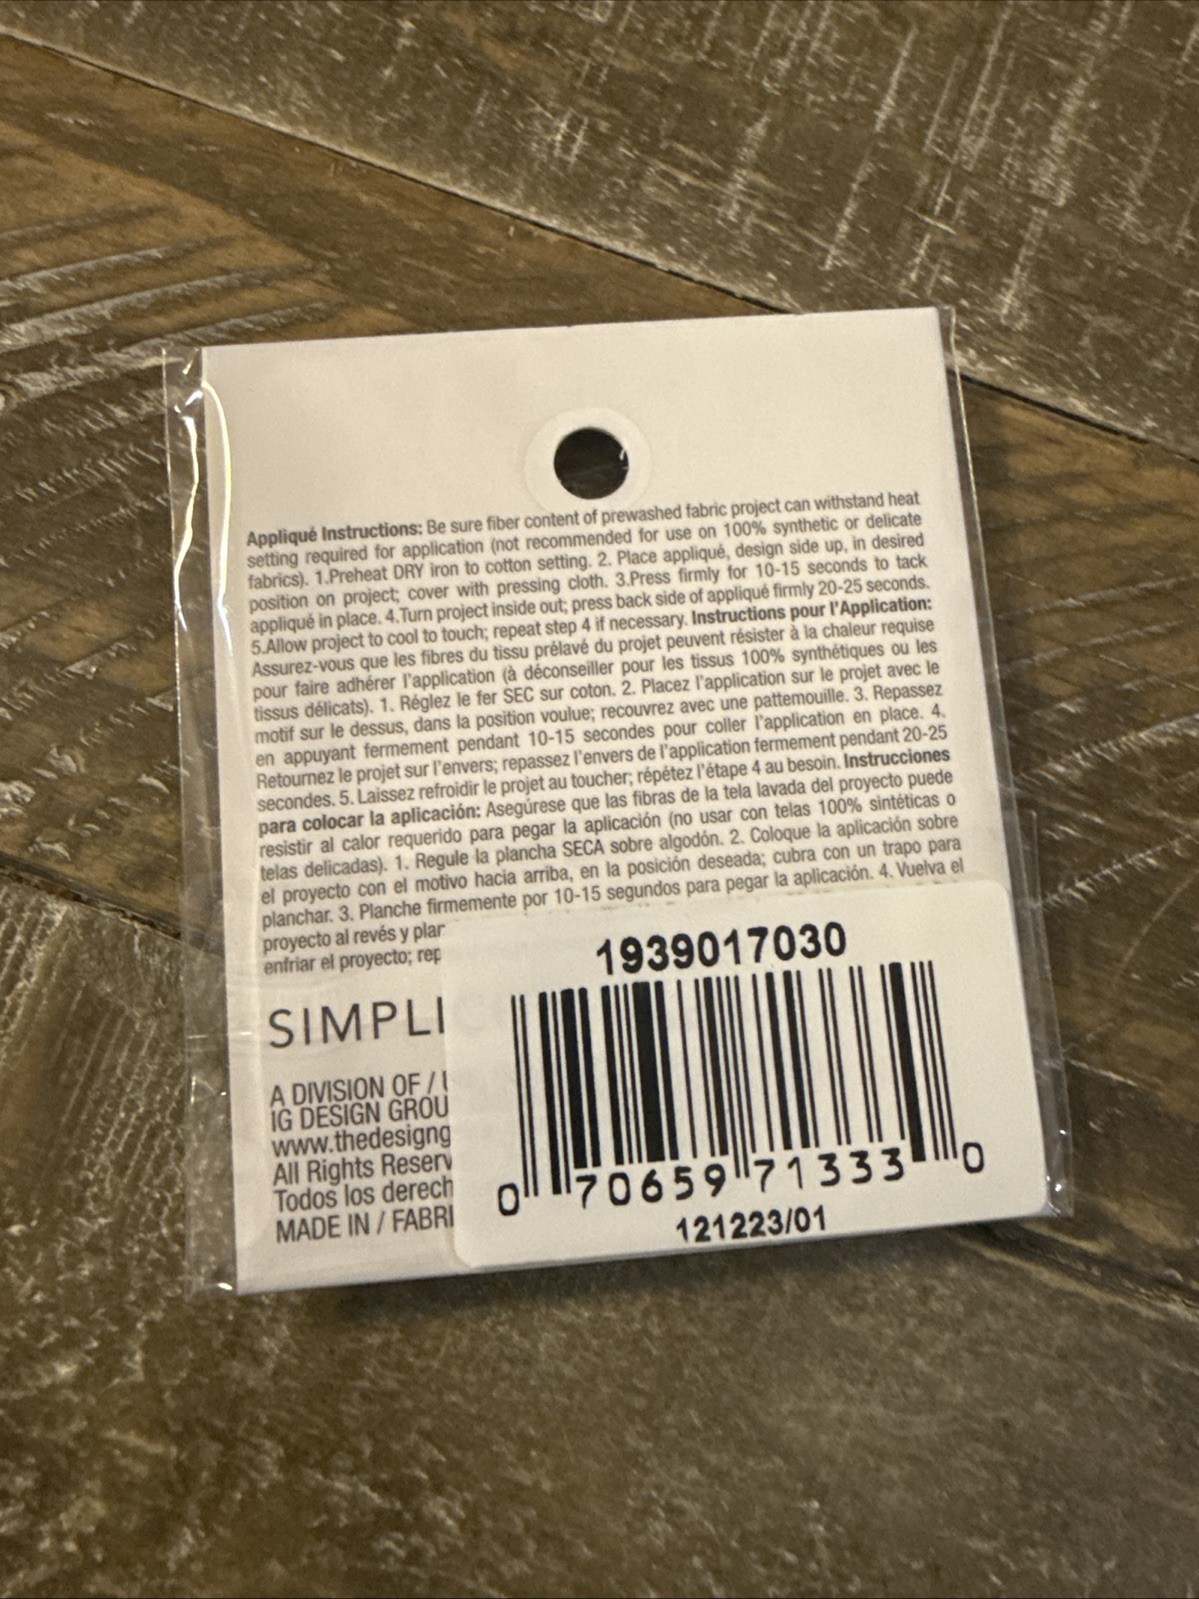 Appliqué Instructions: Be sure fiber content of prewashed fabric project can withstand heat
setting required for application (not recommended for use on 100% synthetic or delicate
fabrics). 1.Preheat DRY iron to cotton setting. 2. Place appliqué, design side up, in desired
position on project; cover with pressing cloth. 3.Press firmly for 10-15 seconds to tack
appliqué in place. 4.Turn project inside out; press back side of appliqué firmly 20-25 seconds.
5.Allow project to cool to touch; repeat step 4 if necessary. Instructions pour l'Application:
Assurez-vous que les fibres du tissu prélavé du projet peuvent résister à la chaleur requise
pour faire adhérer l'application (à déconseiller pour les tissus 100% synthétiques ou les
tissus délicats). 1. Réglez le fer SEC sur coton. 2. Placez l'application sur le projet avec le
motif sur le dessus, dans la position voulue; recouvrez avec une pattemouille. 3. Repassez
en appuyant fermement pendant 10-15 secondes pour coller l'application en place. 4.
Retournez le projet sur l'envers; repassez l'envers de l'application fermement pendant 20-25
secondes. 5. Laissez refroidir le projet au toucher; répétez l'étape 4 au besoin. Instrucciones
para colocar la aplicación: Asegúrese que las fibras de la tela lavada del proyecto puede
resistir al calor requerido para pegar la aplicación (no usar con telas 100% sintéticas o
telas delicadas). 1. Regule la plancha SECA sobre algodón. 2. Coloque la aplicación sobre
el proyecto con el motivo hacia arriba, en la posición deseada; cubra con un trapo para
planchar. 3. Planche firmemente por 10-15 segundos para pegar la aplicación. 4. Vuelva el
proyecto al revés y plan
enfriar el proyecto; rep
SIMPLI
A DIVISION OF /
IG DESIGN GROU
www.thedesigng
All Rights Reserv
Todos los derech
MADE IN / FABRI
1939017030
0 70659 71333 0
121223/01